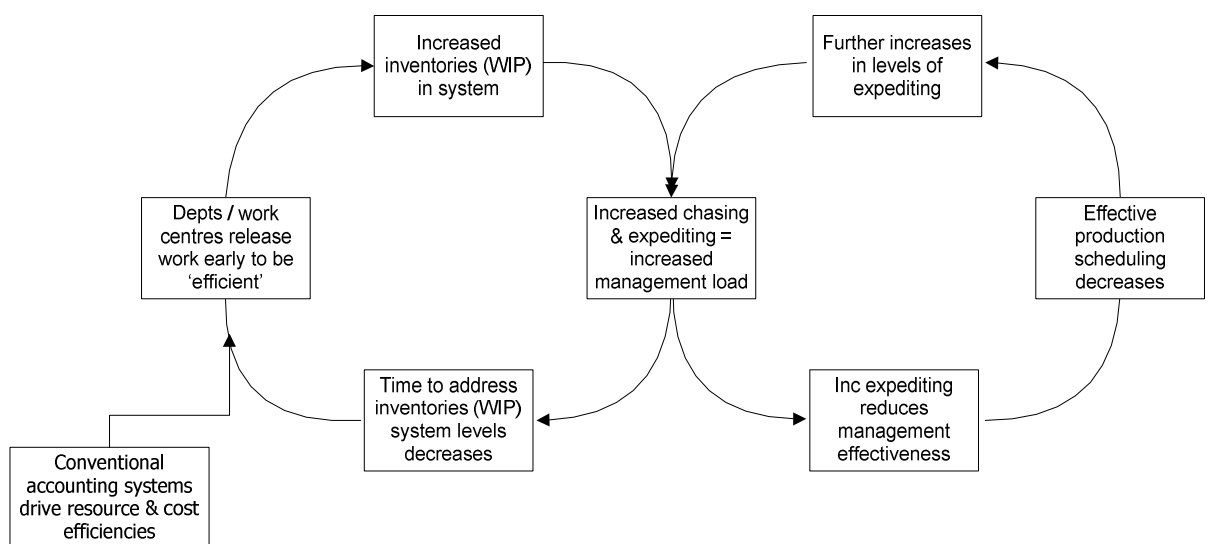 Increased
inventories (WIP)
in system
Further increases
in levels of
expediting
Depts / work
centres release
work early to be
‘efficient’
Increased chasing
& expediting =
increased
management load
Effective
production
scheduling
decreases
Time to address
inventories (WIP)
system levels
decreases
Inc expediting
reduces
management
effectiveness
Conventional
accounting systems
drive resource & cost
efficiencies